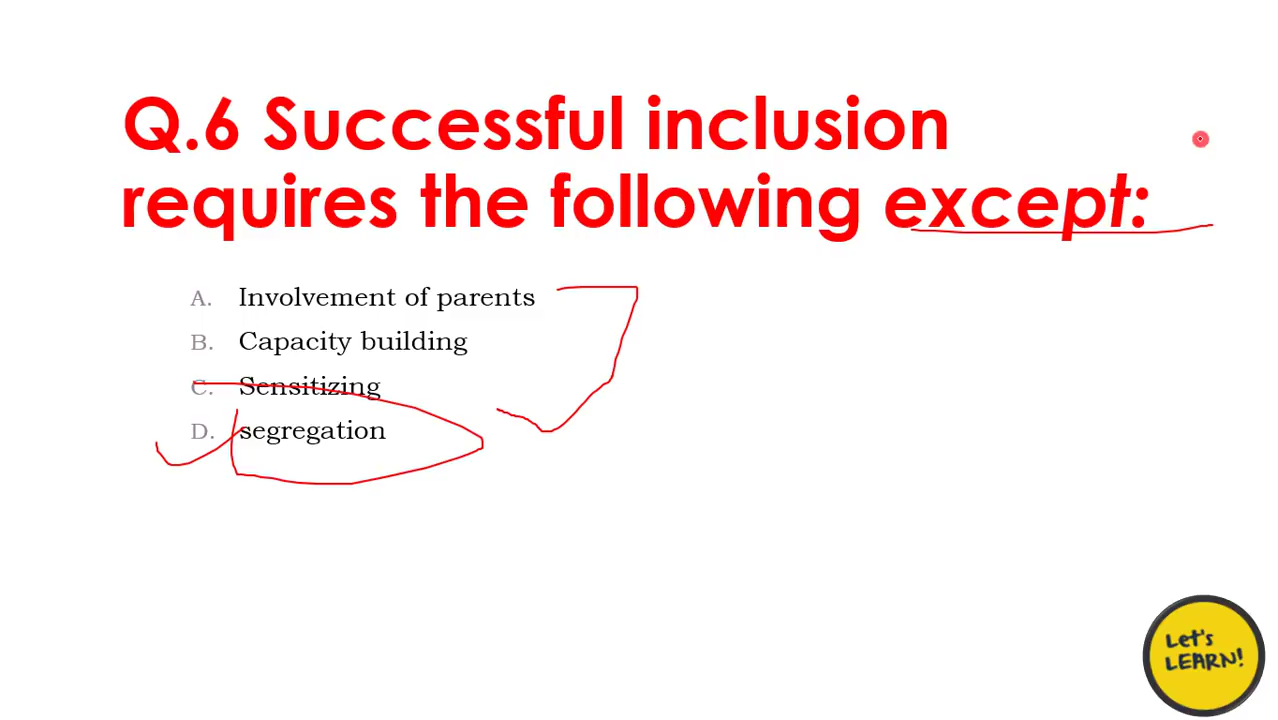 Q.6 Successful inclusion
requires the following except:
A. Involvement of parents
B. Capacity building
C. Sensitizing
D. segregation
Let's
LEARN!